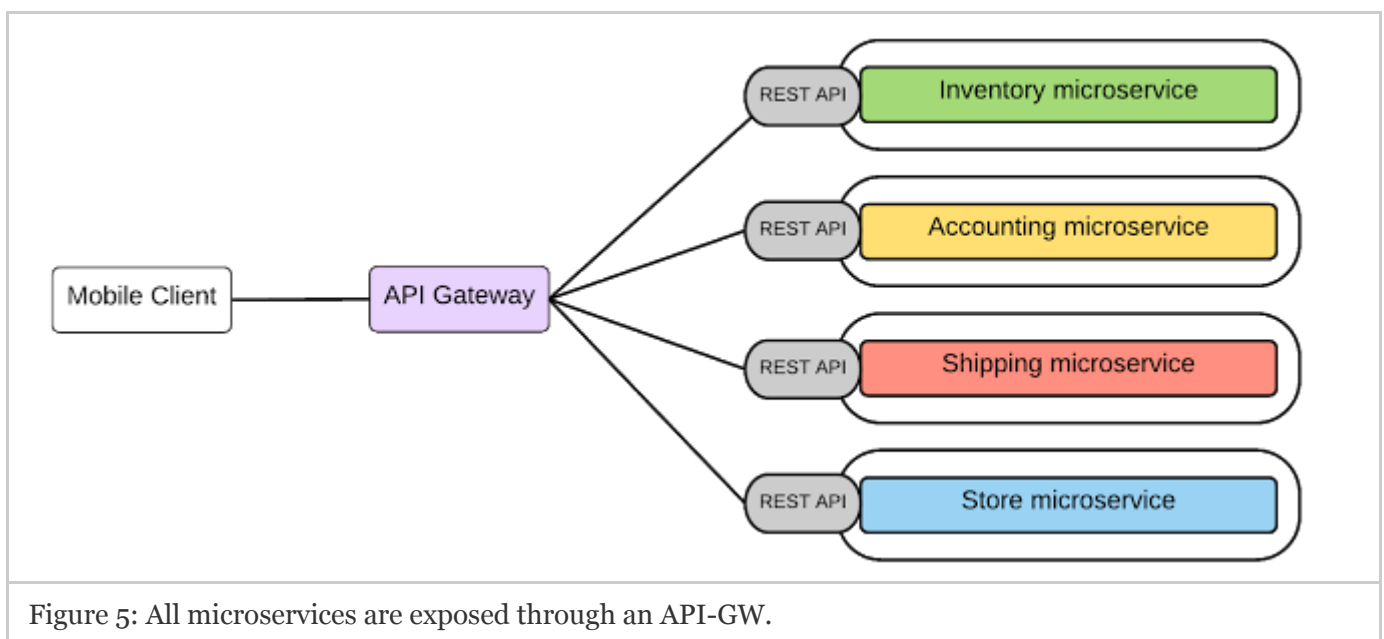 REST API
Inventory microservice
REST API
Accounting microservice
Mobile Client
API Gateway
REST API
Shipping microservice
REST API
Store microservice
Figure 5: All microservices are exposed through an API-GW.